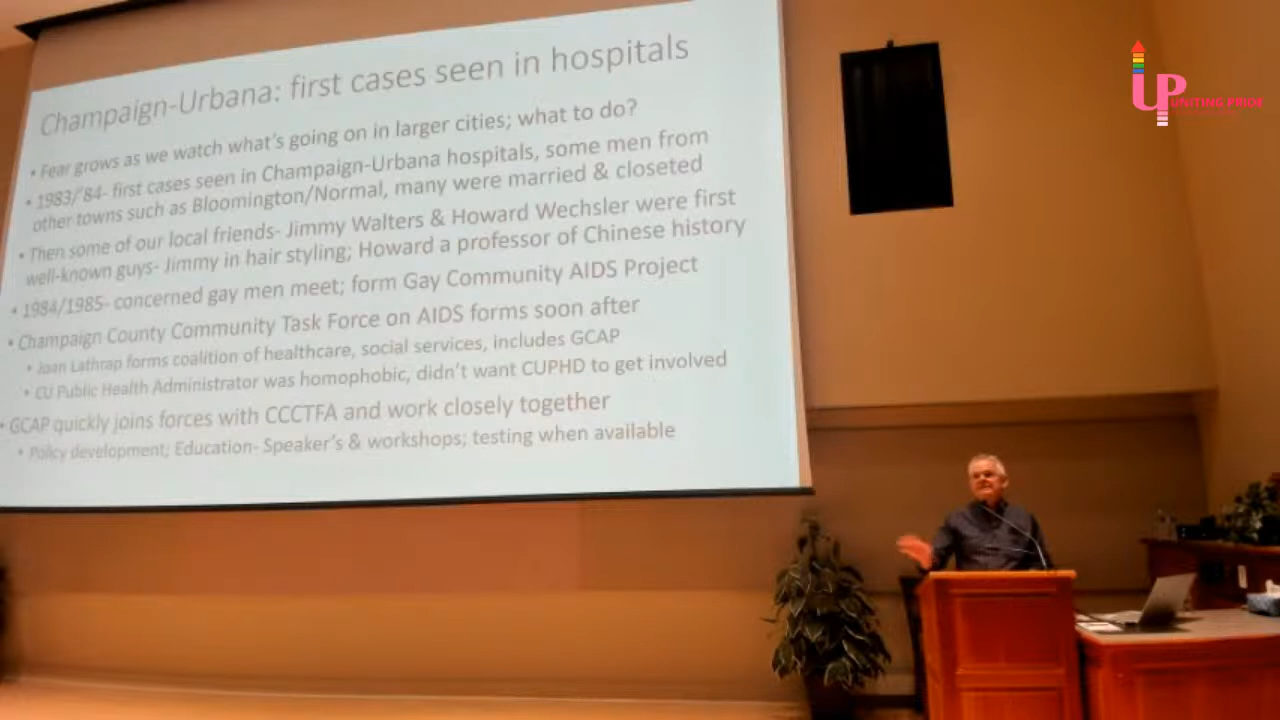 Champaign-Urbana: first cases seen in hospitals
• Fear grows as we watch what's going on in larger cities; what to do?
• 1983/'84- first cases seen in Champaign-Urbana hospitals, some men from
other towns such as Bloomington/Normal, many were married & closeted
• Then some of our local friends- Jimmy Walters & Howard Wechsler were first
well-known guys- Jimmy in hair styling; Howard a professor of Chinese history
• 1984/1985- concerned gay men meet; form Gay Community AIDS Project
• Champaign County Community Task Force on AIDS forms soon after
• Joan Lathrap forms coalition of healthcare, social services, includes GCAP
• CU Public Health Administrator was homophobic, didn't want CUPHD to get involved
• GCAP quickly joins forces with CCCTFA and work closely together
• Policy development; Education- Speaker's & workshops; testing when available
UP
UNITING PRIDE